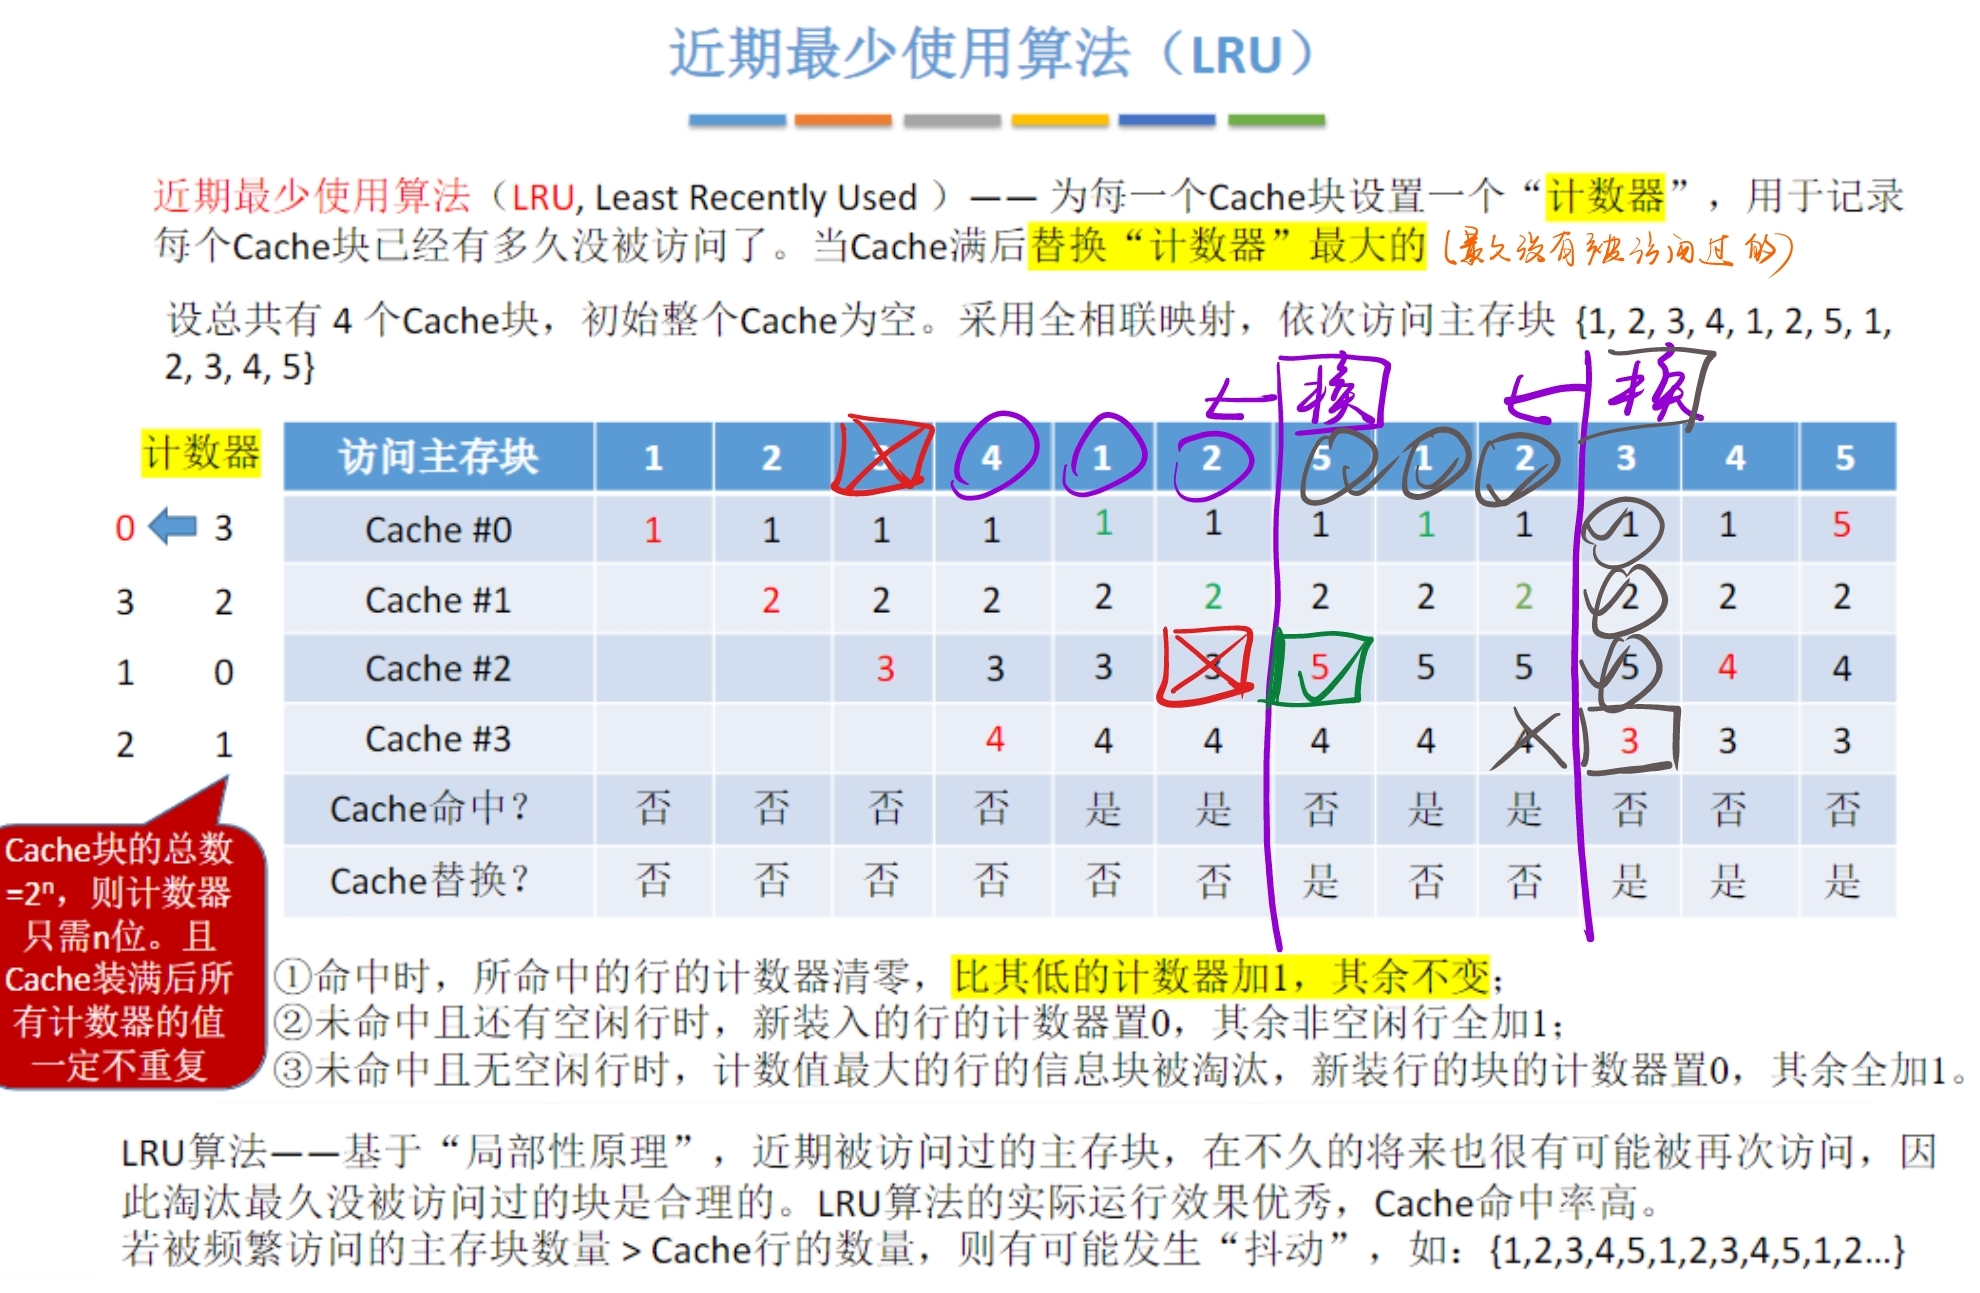 近期最少使用算法（LRU）
近期最少使用算法（LRU, Least Recently Used ）—— 为每一个Cache块设置一个“计数器”，用于记录
每个Cache块已经有多久没被访问了。当Cache满后替换“计数器”最大的 (最久没有被访问过的)
设总共有 4 个Cache块，初始整个Cache为空。采用全相联映射，依次访问主存块 {1, 2, 3, 4, 1, 2, 5, 1,
2, 3, 4, 5}
换 换
计数器 访问主存块 1 2 3 4 1 2 5 1 2 3 4 5
0 3 Cache #0 1 1 1 1 1 1 1 1 1 1 1 5
3 2 Cache #1 2 2 2 2 2 2 2 2 2 2 2
1 0 Cache #2 3 3 3 3 5 5 5 5 4 4
2 1 Cache #3 4 4 4 4 4 4 3 3 3
Cache命中? 否 否 否 否 是 是 否 是 是 否 否 否
Cache替换? 否 否 否 否 否 否 是 否 否 是 是 是
Cache块的总数
=2ⁿ，则计数器
只需n位。且
Cache装满后所
有计数器的值
一定不重复
①命中时，所命中的行的计数器清零，比其低的计数器加1，其余不变；
②未命中且还有空闲行时，新装入的行的计数器置0，其余非空闲行全加1；
③未命中且无空闲行时，计数值最大的行的信息块被淘汰，新装行的块的计数器置0，其余全加1。
LRU算法——基于“局部性原理”，近期被访问过的主存块，在不久的将来也很有可能被再次访问，因
此淘汰最久没被访问过的块是合理的。LRU算法的实际运行效果优秀，Cache命中率高。
若被频繁访问的主存块数量 > Cache行的数量，则有可能发生“抖动”，如：{1,2,3,4,5,1,2,3,4,5,1,2...}